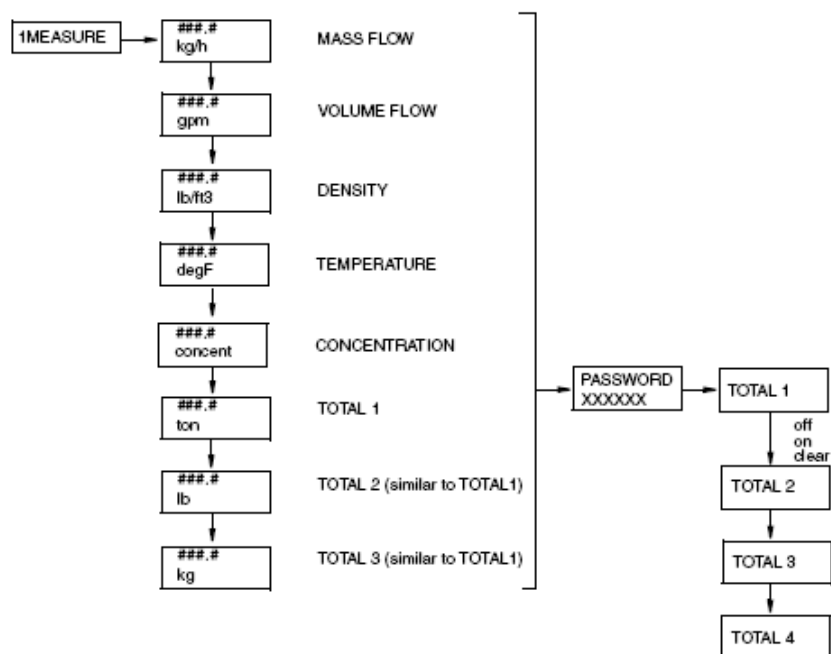 1MEASURE
###.#
kg/h
MASS FLOW
###.#
gpm
VOLUME FLOW
###.#
lb/ft3
DENSITY
###.#
degF
TEMPERATURE
###.#
concent
CONCENTRATION
###.#
ton
TOTAL 1
###.#
lb
TOTAL 2 (similar to TOTAL1)
###.#
kg
TOTAL 3 (similar to TOTAL1)
PASSWORD
XXXXXX
TOTAL 1
off
on
clear
TOTAL 2
TOTAL 3
TOTAL 4